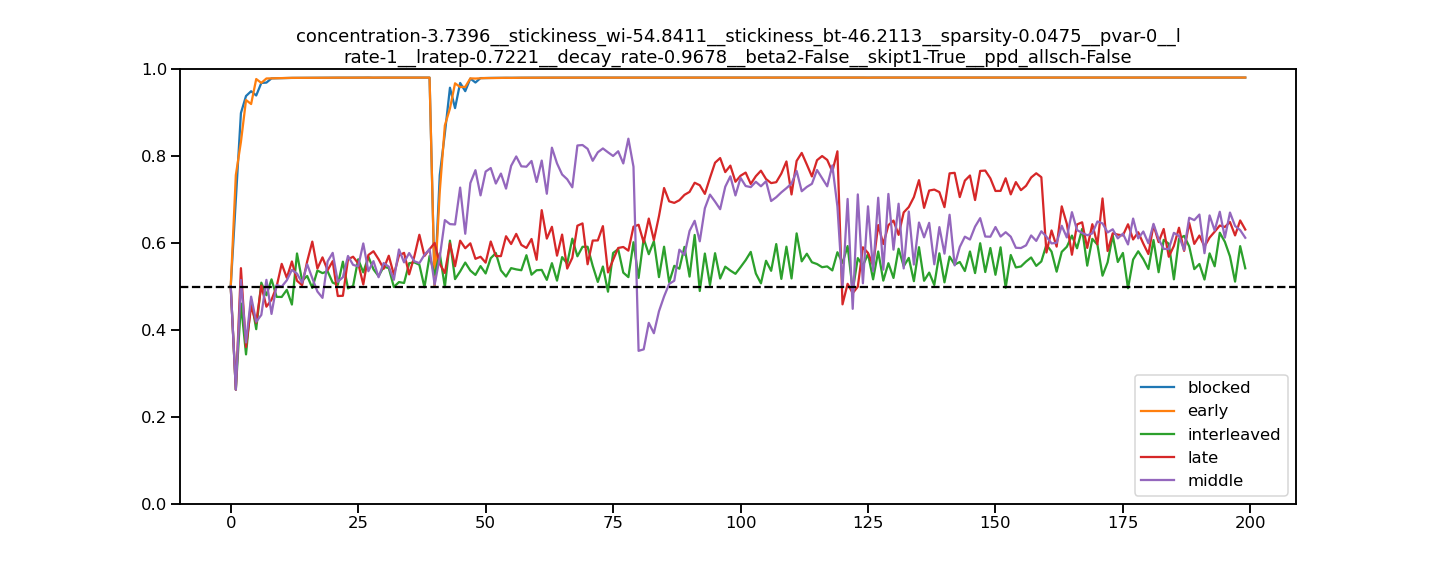 concentration-3.7396__stickiness_wi-54.8411__stickiness_bt-46.2113__sparsity-0.0475__pvar-0__l
rate-1__lratep-0.7221__decay_rate-0.9678__beta2-False__skipt1-True__ppd_allsch-False
1.0
0.8
0.6
0.4
0.2
0.0
blocked
early
interleaved
late
middle
0 25 50 75 100 125 150 175 200